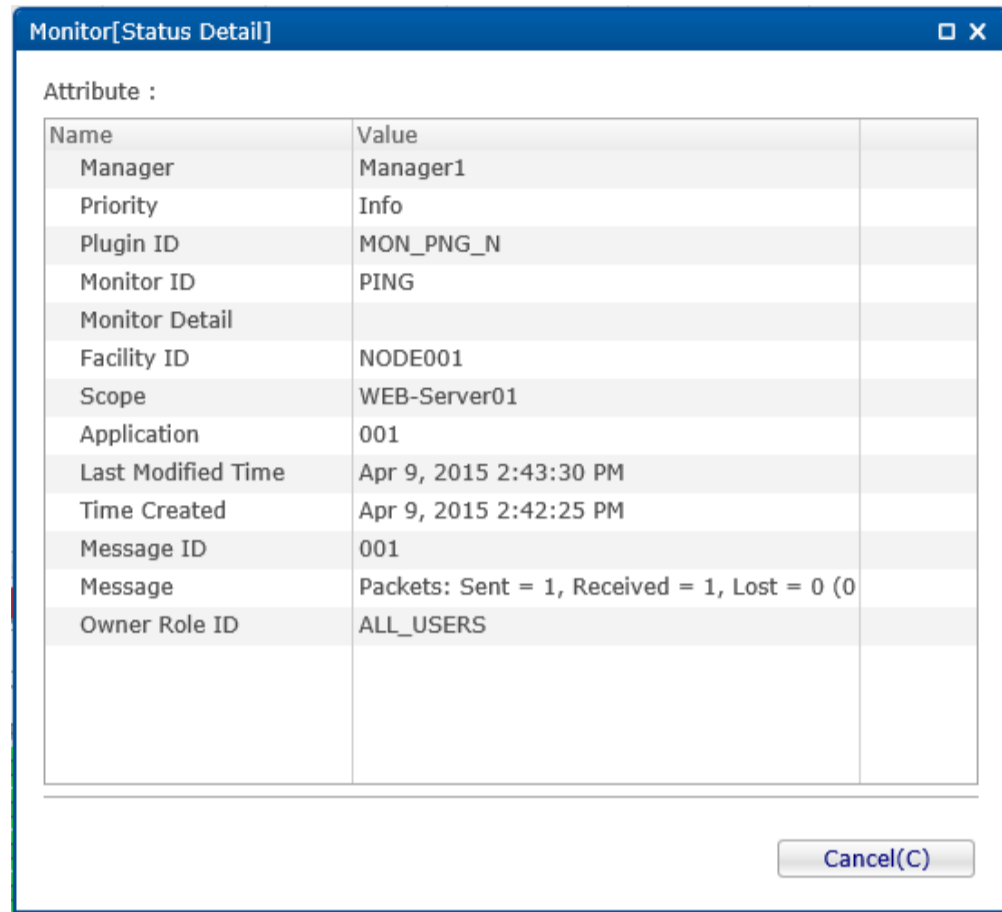 Monitor[Status Detail]
Attribute :
Name Value
Manager Manager1
Priority Info
Plugin ID MON_PNG_N
Monitor ID PING
Monitor Detail
Facility ID NODE001
Scope WEB-Server01
Application 001
Last Modified Time Apr 9, 2015 2:43:30 PM
Time Created Apr 9, 2015 2:42:25 PM
Message ID 001
Message Packets: Sent = 1, Received = 1, Lost = 0 (0
Owner Role ID ALL_USERS
Cancel(C)